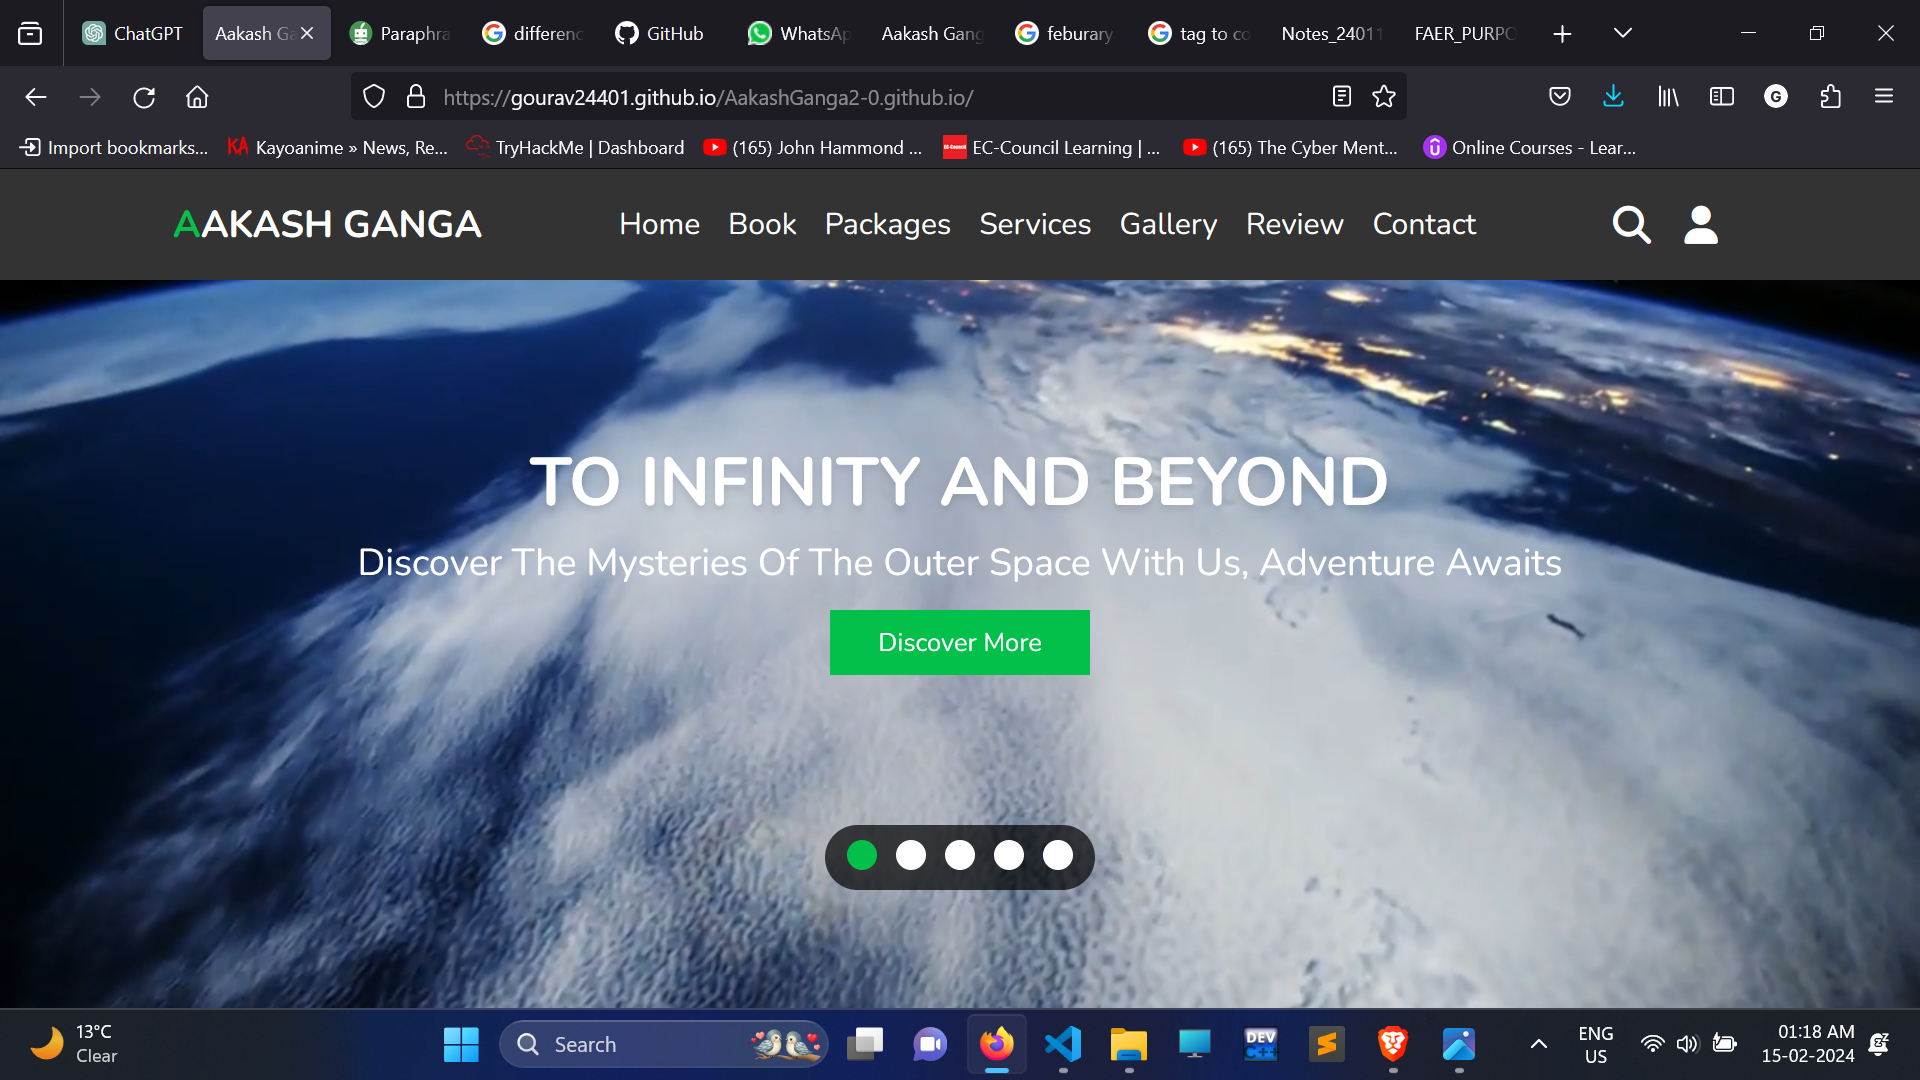 ChatGPT
Aakash Ga
Paraphra
differenc
GitHub
WhatsAp
Aakash Gang
feburary
tag to co
Notes_24011
FAER_PURPO
https://gourav24401.github.io/AakashGanga2-0.github.io/
G
Import bookmarks...
KA Kayoanime » News, Re...
TryHackMe | Dashboard
(165) John Hammond ...
EC-Council Learning | ...
(165) The Cyber Ment...
Online Courses - Lear...
AAKASH GANGA
Home Book Packages Services Gallery Review Contact
TO INFINITY AND BEYOND
Discover The Mysteries Of The Outer Space With Us, Adventure Awaits
Discover More
13°C
Clear
Search
DEV
C++
ENG
US
01:18 AM
15-02-2024